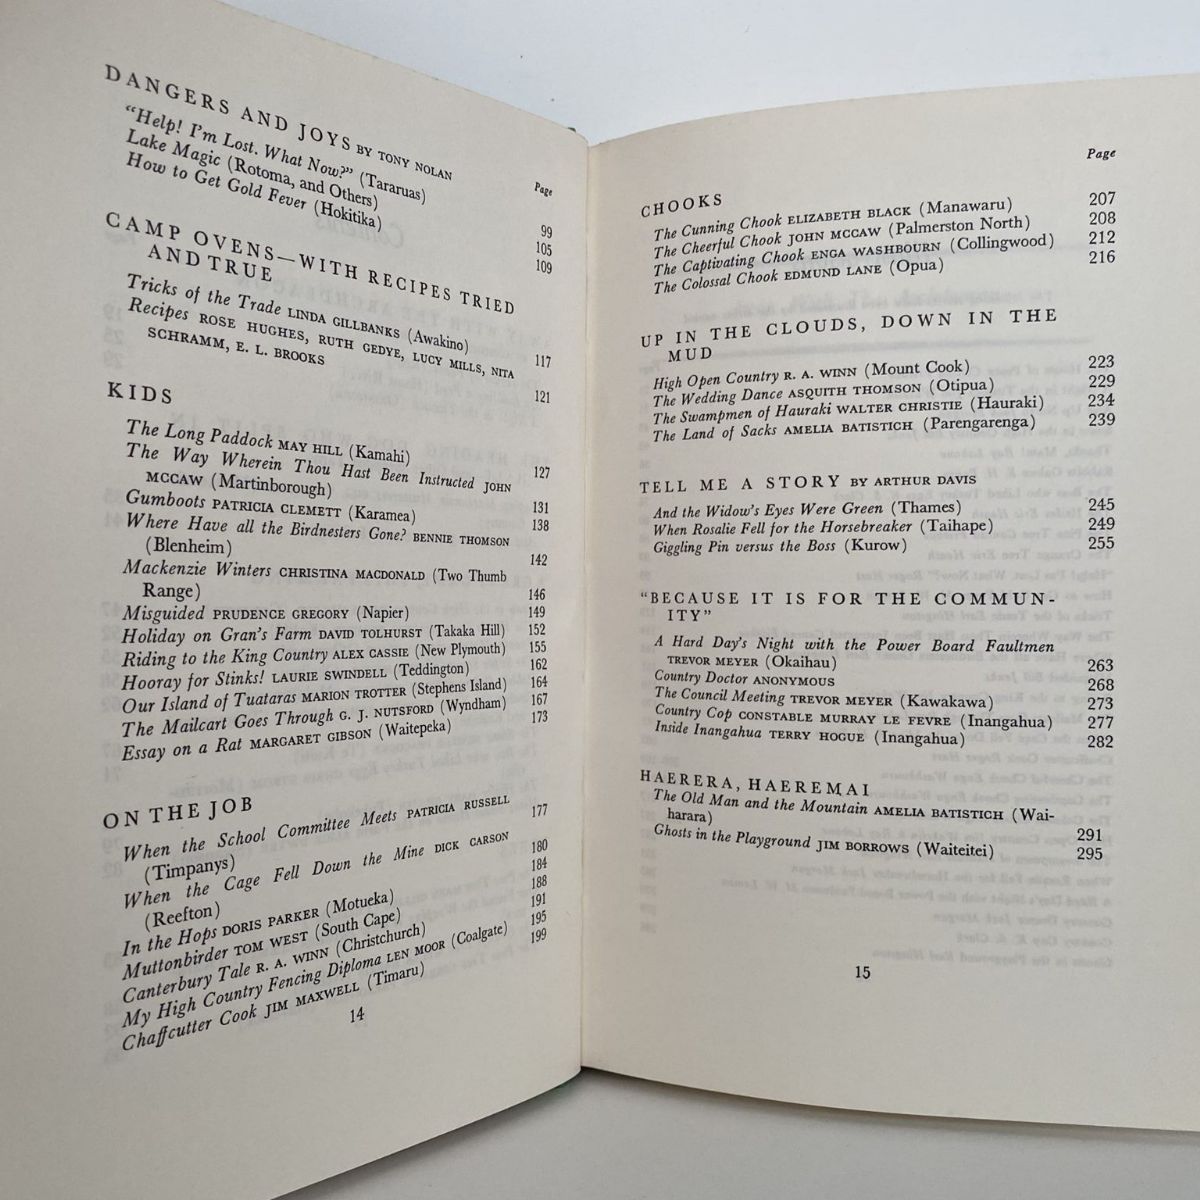 DANGERS AND JOYS BY TONY NOLAN
Page
"Help! I'm Lost. What Now?" (Tararuas) 99
Lake Magic (Rotoma, and Others) 105
How to Get Gold Fever (Hokitika) 109
CAMP OVENS—WITH RECIPES TRIED
AND TRUE
Tricks of the Trade LINDA GILLBANKS (Awakino) 117
Recipes ROSE HUGHES, RUTH GEDYE, LUCY MILLS, NITA
SCHRAMM, E. L. BROOKS 121
KIDS
The Long Paddock MAY HILL (Kamahi) 127
The Way Wherein Thou Hast Been Instructed JOHN
MCCAW (Martinborough) 131
Gumboots PATRICIA CLEMETT (Karamea) 138
Where Have all the Birdnesters Gone? BENNIE THOMSON
(Blenheim) 142
Mackenzie Winters CHRISTINA MACDONALD (Two Thumb
Range) 146
Misguided PRUDENCE GREGORY (Napier) 149
Holiday on Gran's Farm DAVID TOLHURST (Takaka Hill) 152
Riding to the King Country ALEX CASSIE (New Plymouth) 155
Hooray for Stinks! LAURIE SWINDELL (Teddington) 162
Our Island of Tuataras MARION TROTTER (Stephens Island) 164
The Mailcart Goes Through G. J. NUTSFORD (Wyndham) 167
Essay on a Rat MARGARET GIBSON (Waitepeka) 173
ON THE JOB
When the School Committee Meets PATRICIA RUSSELL
(Timpanys) 177
When the Cage Fell Down the Mine DICK CARSON
(Reefton) 180
In the Hops DORIS PARKER (Motueka) 184
Muttonbirder TOM WEST (South Cape) 188
Canterbury Tale R. A. WINN (Christchurch) 191
My High Country Fencing Diploma LEN MOOR (Coalgate) 195
Chaffcutter Cook JIM MAXWELL (Timaru) 199
14
Page
CHOOKS
The Cunning Chook ELIZABETH BLACK (Manawaru) 207
The Cheerful Chook JOHN MCCAW (Palmerston North) 208
The Captivating Chook ENGA WASHBOURN (Collingwood) 212
The Colossal Chook EDMUND LANE (Opua) 216
UP IN THE CLOUDS, DOWN IN THE
MUD
High Open Country R. A. WINN (Mount Cook) 223
The Wedding Dance ASQUITH THOMSON (Otipua) 229
The Swampmen of Hauraki WALTER CHRISTIE (Hauraki) 234
The Land of Sacks AMELIA BATISTICH (Parengarenga) 239
TELL ME A STORY BY ARTHUR DAVIS
And the Widow's Eyes Were Green (Thames) 245
When Rosalie Fell for the Horsebreaker (Taihape) 249
Giggling Pin versus the Boss (Kurow) 255
"BECAUSE IT IS FOR THE COMMUN-
ITY"
A Hard Day's Night with the Power Board Faultmen
TREVOR MEYER (Okaihau) 263
Country Doctor ANONYMOUS 268
The Council Meeting TREVOR MEYER (Kawakawa) 273
Country Cop CONSTABLE MURRAY LE FEVRE (Inangahua) 277
Inside Inangahua TERRY HOGUE (Inangahua) 282
HAERERA, HAEREMAI
The Old Man and the Mountain AMELIA BATISTICH (Wai-
harara) 291
Ghosts in the Playground JIM BORROWS (Waiteitei) 295
15